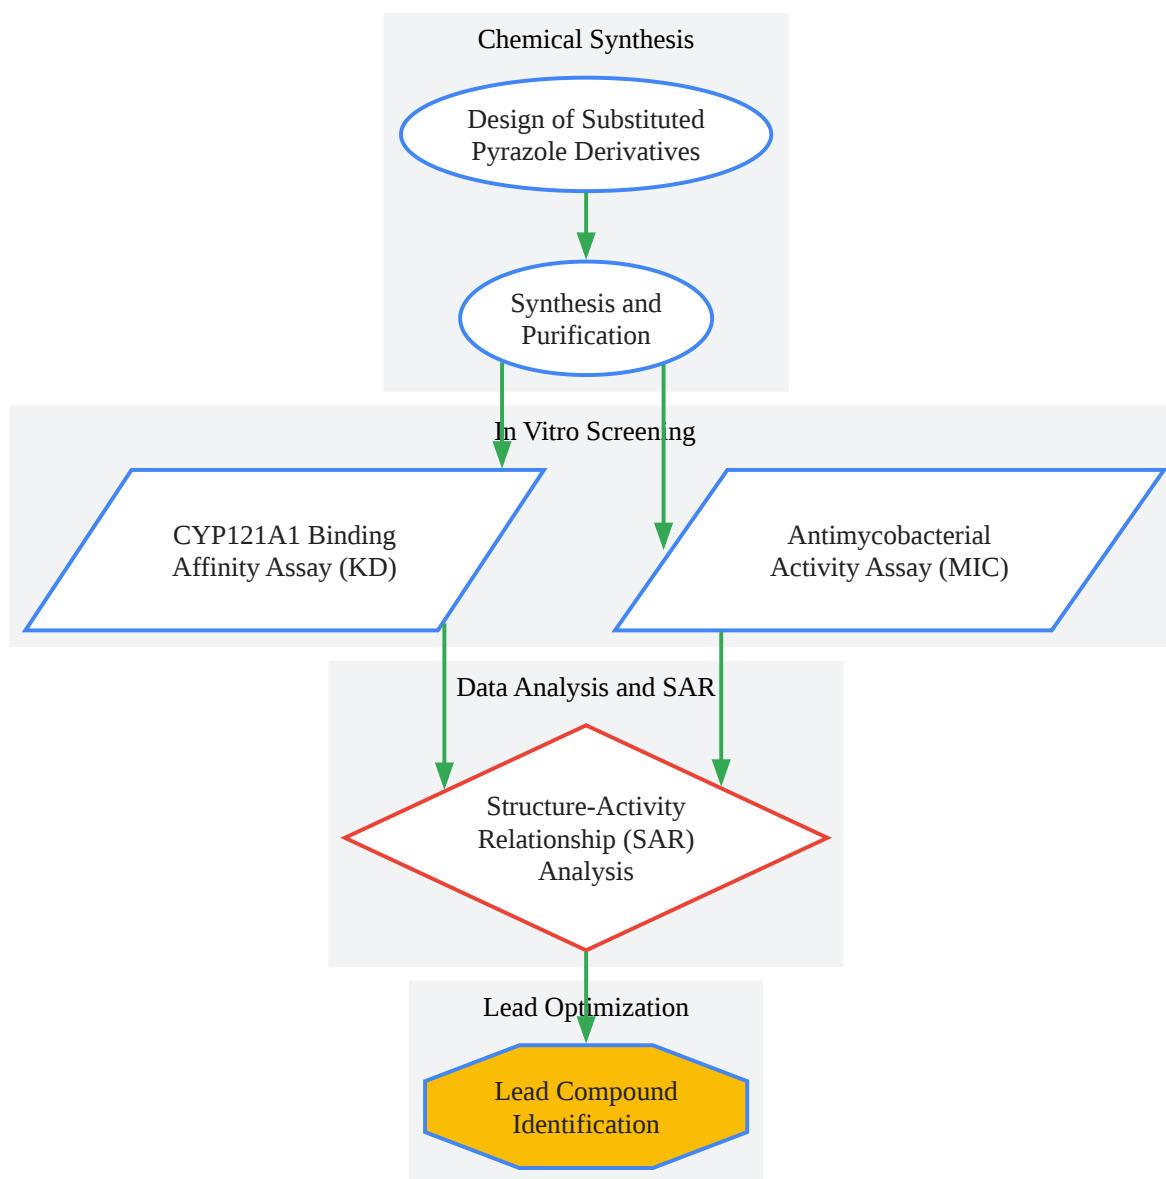 Chemical Synthesis
Design of Substituted
Pyrazole Derivatives
Synthesis and
Purification
In Vitro Screening
CYP121A1 Binding
Affinity Assay (KD)
Antimycobacterial
Activity Assay (MIC)
Data Analysis and SAR
Structure-Activity
Relationship (SAR)
Analysis
Lead Optimization
Lead Compound
Identification